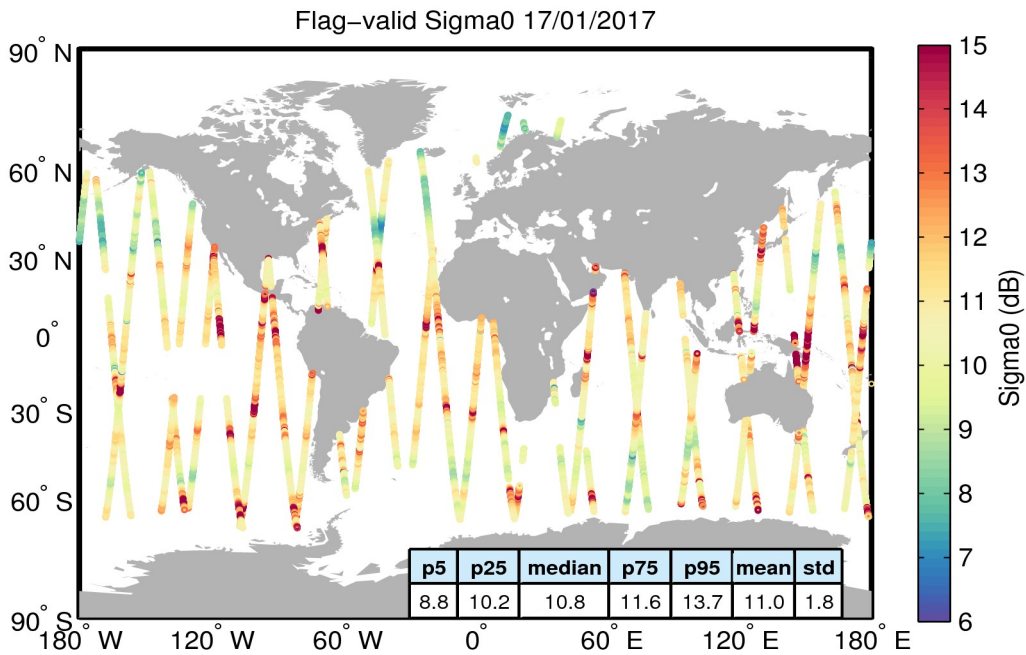 Flag−valid Sigma0 17/01/2017
90° N
60° N
30° N
0°
30° S
60° S
90° S
180° W
120° W
60° W
0°
60° E
120° E
180° E
p5 p25 median p75 p95 mean std
8.8 10.2 10.8 11.6 13.7 11.0 1.8
15
14
13
12
11
10
9
8
7
6
Sigma0 (dB)